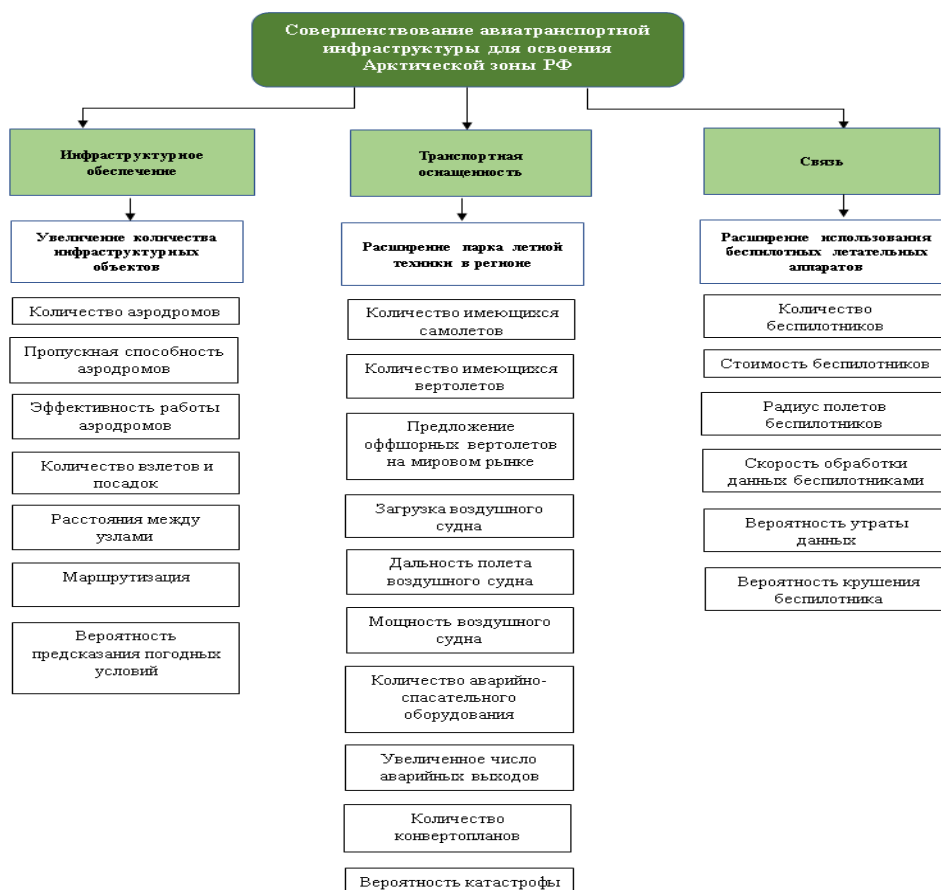 Совершенствование авиатранспортной
инфраструктуры для освоения
Арктической зоны РФ
Инфраструктурное
обеспечение
Увеличение количества
инфраструктурных
объектов
Количество аэродромов
Пропускная способность
аэродромов
Эффективность работы
аэродромов
Количество взлетов и
посадок
Расстояния между
узлами
Маршрутизация
Вероятность
предсказания погодных
условий
Транспортная
оснащенность
Расширение парка летной
техники в регионе
Количество имеющихся
самолетов
Количество имеющихся
вертолетов
Предложение
оффшорных вертолетов
на мировом рынке
Загрузка воздушного
судна
Дальность полета
воздушного судна
Мощность воздушного
судна
Количество аварийно-
спасательного
оборудования
Увеличенное число
аварийных выходов
Количество
конвертопланов
Вероятность катастрофы
Связь
Расширение использования
беспилотных летательных
аппаратов
Количество
беспилотников
Стоимость беспилотников
Радиус полетов
беспилотников
Скорость обработки
данных беспилотниками
Вероятность утраты
данных
Вероятность крушения
беспилотника